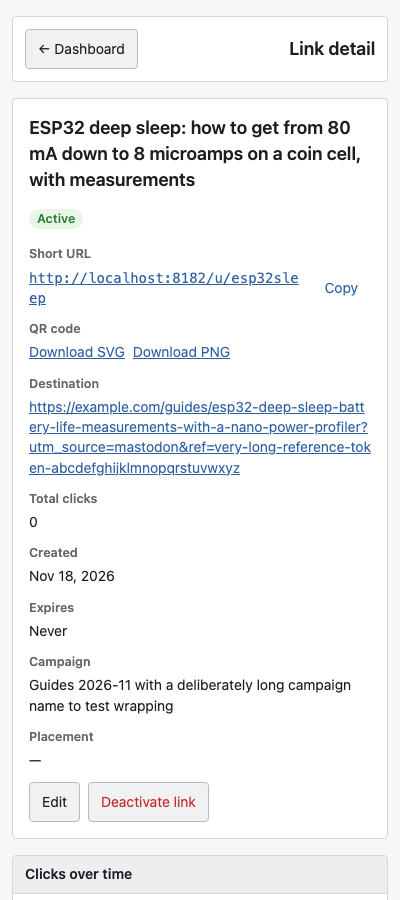 ← Dashboard
Link detail
ESP32 deep sleep: how to get from 80
mA down to 8 microamps on a coin cell,
with measurements
Active
Short URL
http://localhost:8182/u/esp32sle
ep
Copy
QR code
Download SVG Download PNG
Destination
https://example.com/guides/esp32-deep-sleep-batt
ery-life-measurements-with-a-nano-power-profiler?
utm_source=mastodon&ref=very-long-reference-tok
en-abcdefghijklmnopqrstuvwxyz
Total clicks
0
Created
Nov 18, 2026
Expires
Never
Campaign
Guides 2026-11 with a deliberately long campaign
name to test wrapping
Placement
—
Edit
Deactivate link
Clicks over time